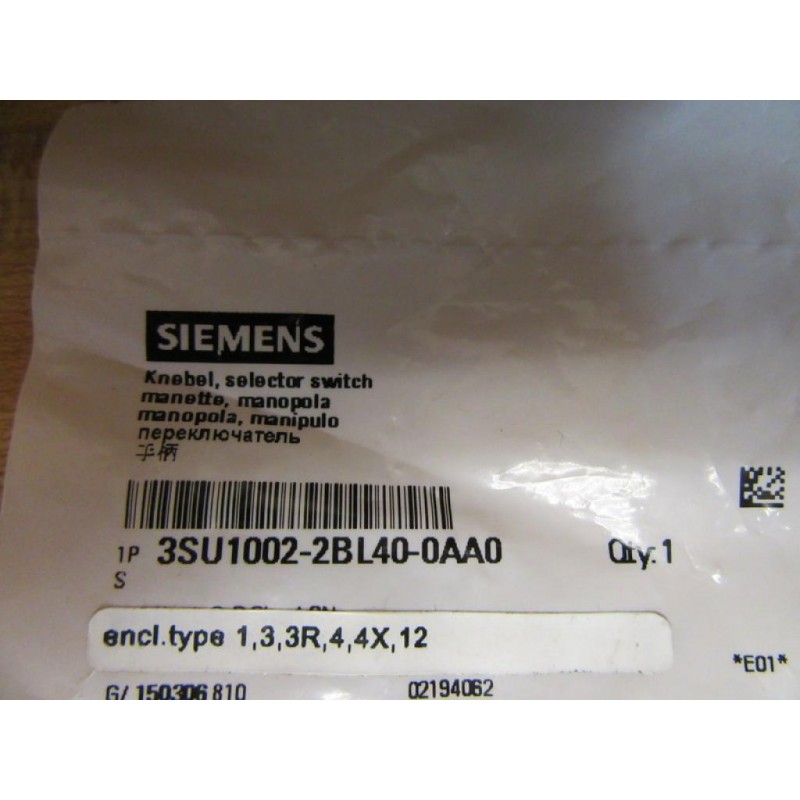 SIEMENS
Knebel, selector switch
manette, manopola
manopola, manipulo
переключатель
手柄
1P 3SU1002-2BL40-0AA0 Qty. 1
S
encl.type 1,3,3R,4,4X,12
*E01*
G/ 150306 810 02194062